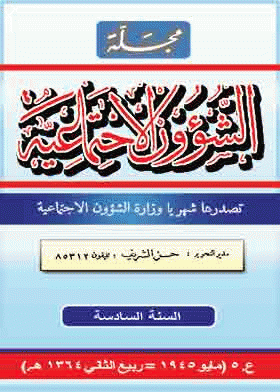 مجلة
الشؤون الاجتماعية
تصدرها شهريا وزارة الشؤون الاجتماعية
مدير التحرير : حسن الشريف ؛ تليفون ٨٥٣١٢
السنة السادسة
ع.٥ (مايو ١٩٤٥ = ربيع الثاني ١٣٦٤ هـ)